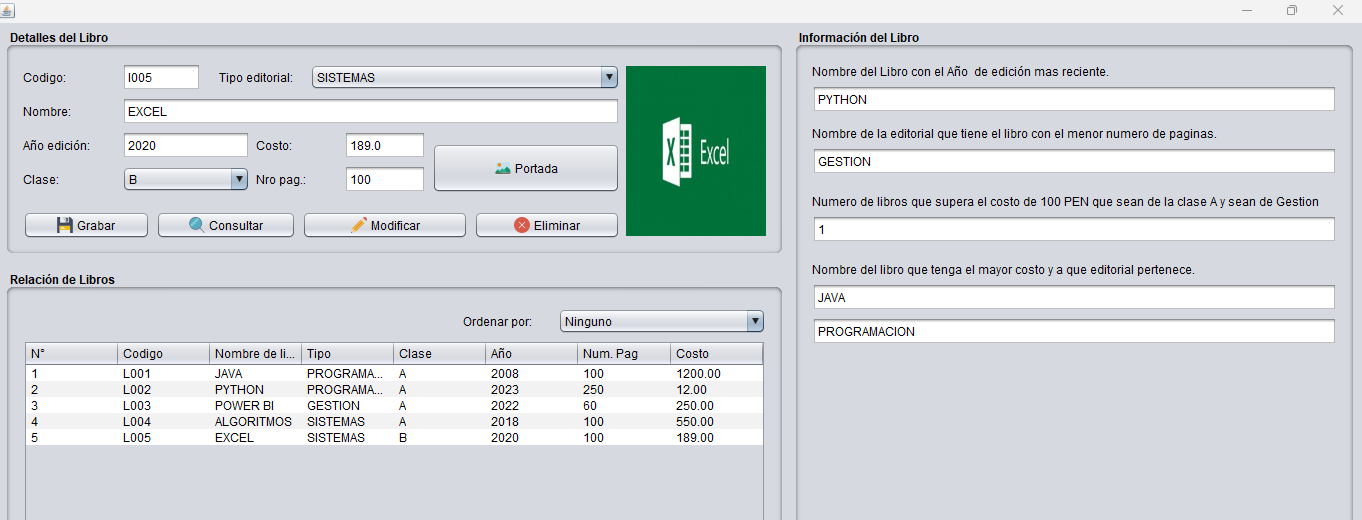 Detalles del Libro
Codigo: l005 Tipo editorial: SISTEMAS
Nombre: EXCEL
Año edición: 2020 Costo: 189.0
Clase: B Nro pag.: 100
Portada
Excel
Grabar Consultar Modificar Eliminar
Relación de Libros
Ordenar por: Ninguno
N° Codigo Nombre de li... Tipo Clase Año Num. Pag Costo
1 L001 JAVA PROGRAMA... A 2008 100 1200.00
2 L002 PYTHON PROGRAMA... A 2023 250 12.00
3 L003 POWER BI GESTION A 2022 60 250.00
4 L004 ALGORITMOS SISTEMAS A 2018 100 550.00
5 L005 EXCEL SISTEMAS B 2020 100 189.00
Información del Libro
Nombre del Libro con el Año de edición mas reciente.
PYTHON
Nombre de la editorial que tiene el libro con el menor numero de paginas.
GESTION
Numero de libros que supera el costo de 100 PEN que sean de la clase A y sean de Gestion
1
Nombre del libro que tenga el mayor costo y a que editorial pertenece.
JAVA
PROGRAMACION